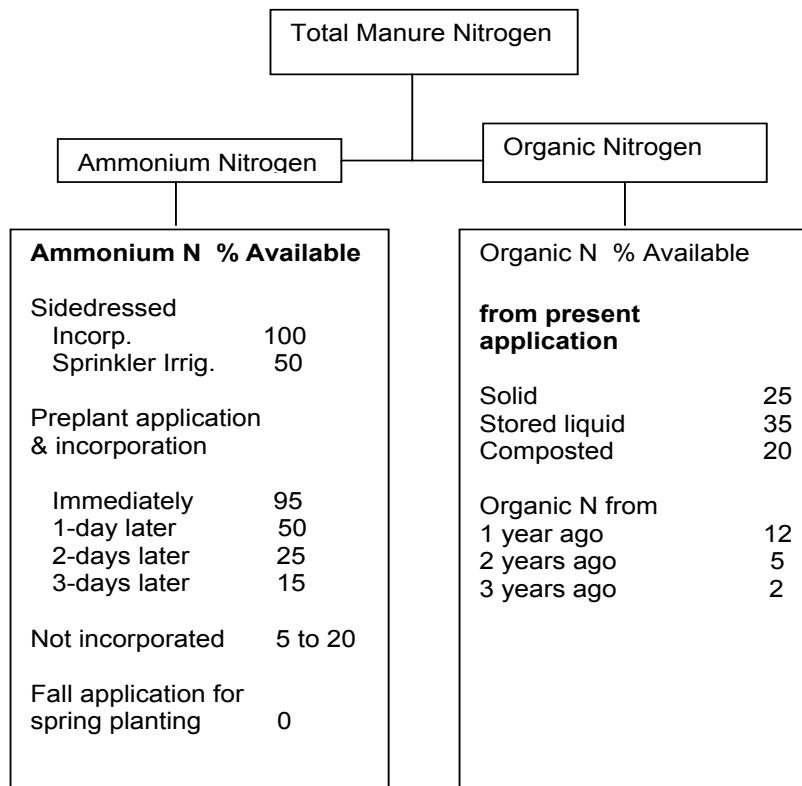 Total Manure Nitrogen
Ammonium Nitrogen
Organic Nitrogen
Ammonium N % Available
Sidedressed
Incorp. 100
Sprinkler Irrig. 50
Preplant application
& incorporation
Immediately 95
1-day later 50
2-days later 25
3-days later 15
Not incorporated 5 to 20
Fall application for
spring planting 0
Organic N % Available
from present
application
Solid 25
Stored liquid 35
Composted 20
Organic N from
1 year ago 12
2 years ago 5
3 years ago 2